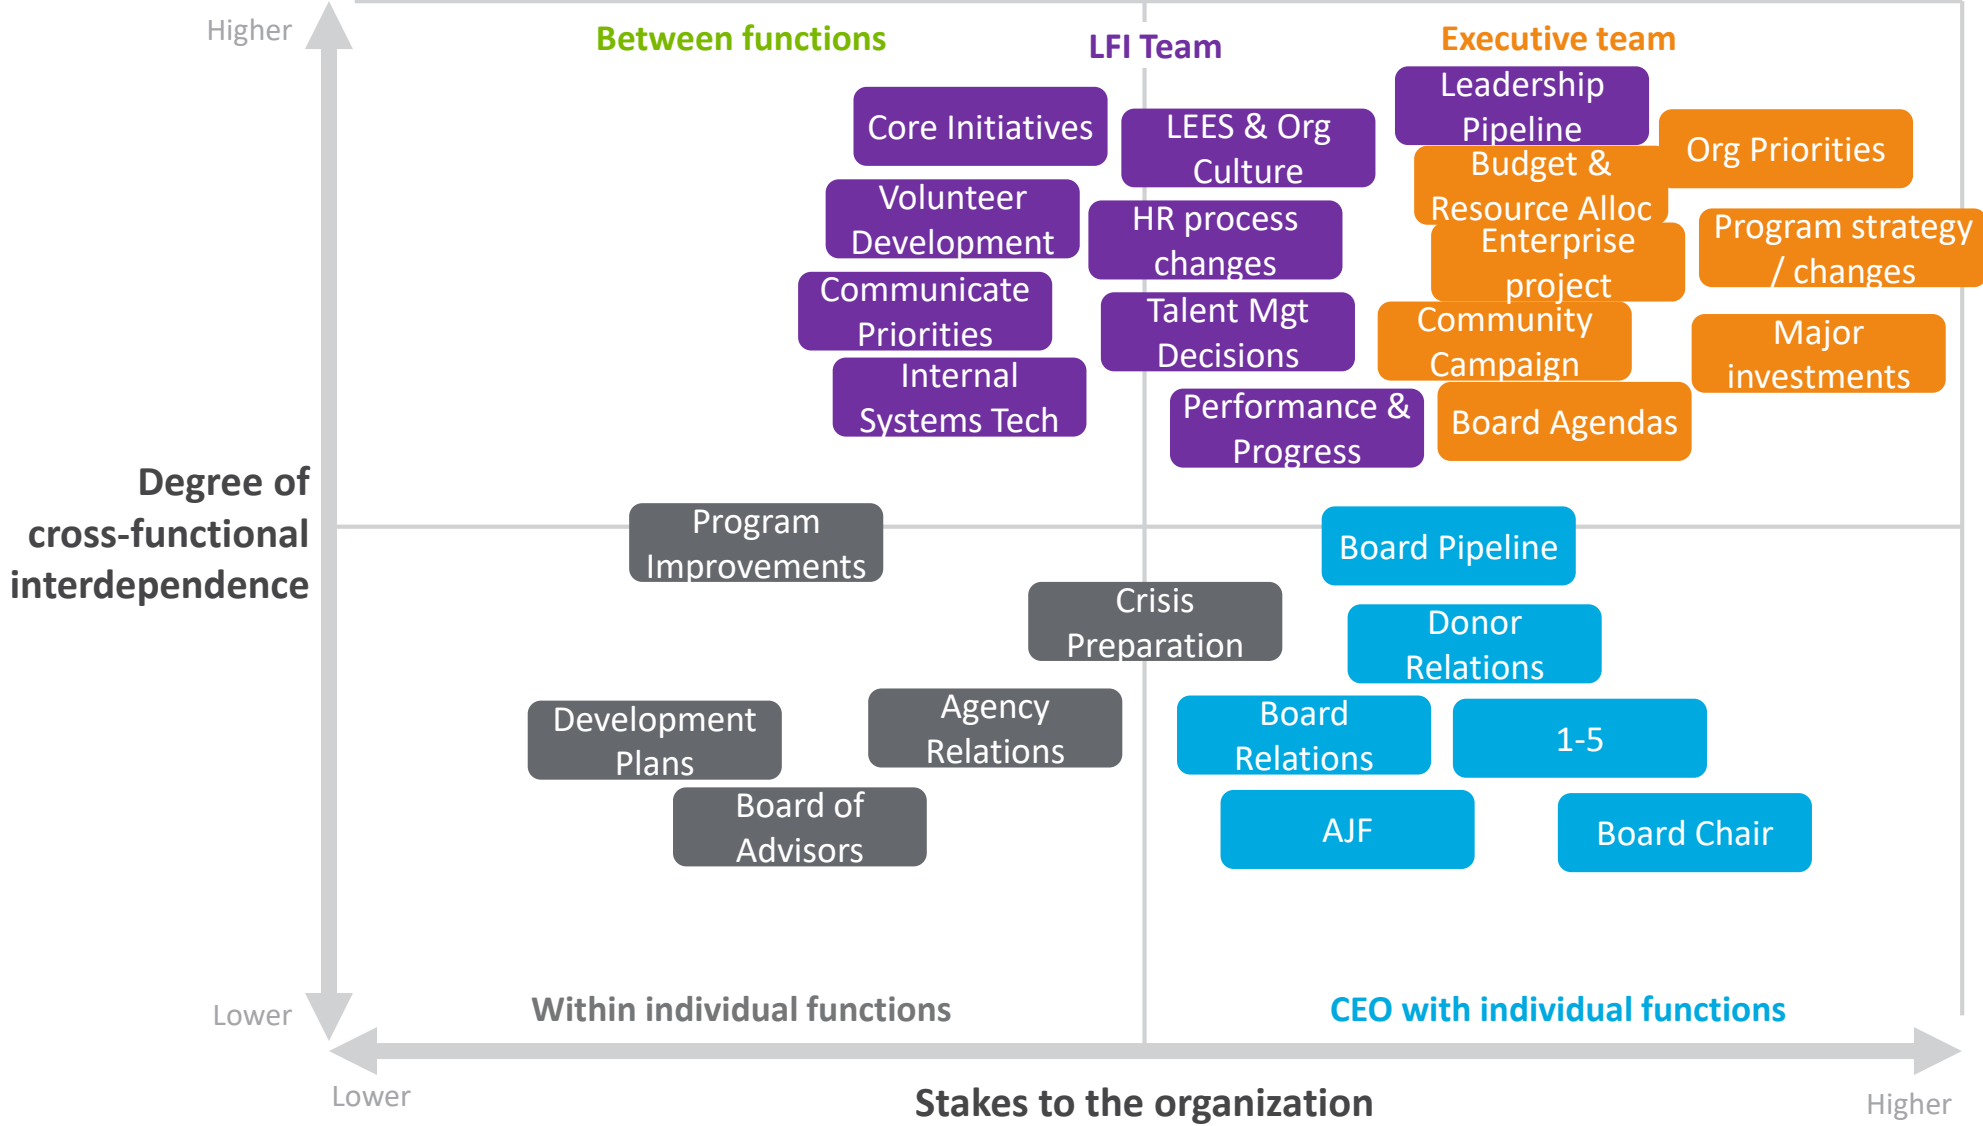 Higher
Between functions
LFI Team
Executive team
Core Initiatives
LEES & Org
Culture
Leadership
Pipeline
Org Priorities
Volunteer
Development
HR process
changes
Budget &
Resource Alloc
Program strategy
/ changes
Enterprise
project
Communicate
Priorities
Talent Mgt
Decisions
Community
Campaign
Major
investments
Internal
Systems Tech
Performance &
Progress
Board Agendas
Degree of
cross-functional
interdependence
Program
Improvements
Board Pipeline
Crisis
Preparation
Donor
Relations
Development
Plans
Agency
Relations
Board
Relations
1-5
Board of
Advisors
AJF
Board Chair
Within individual functions
CEO with individual functions
Lower
Lower
Stakes to the organization
Higher